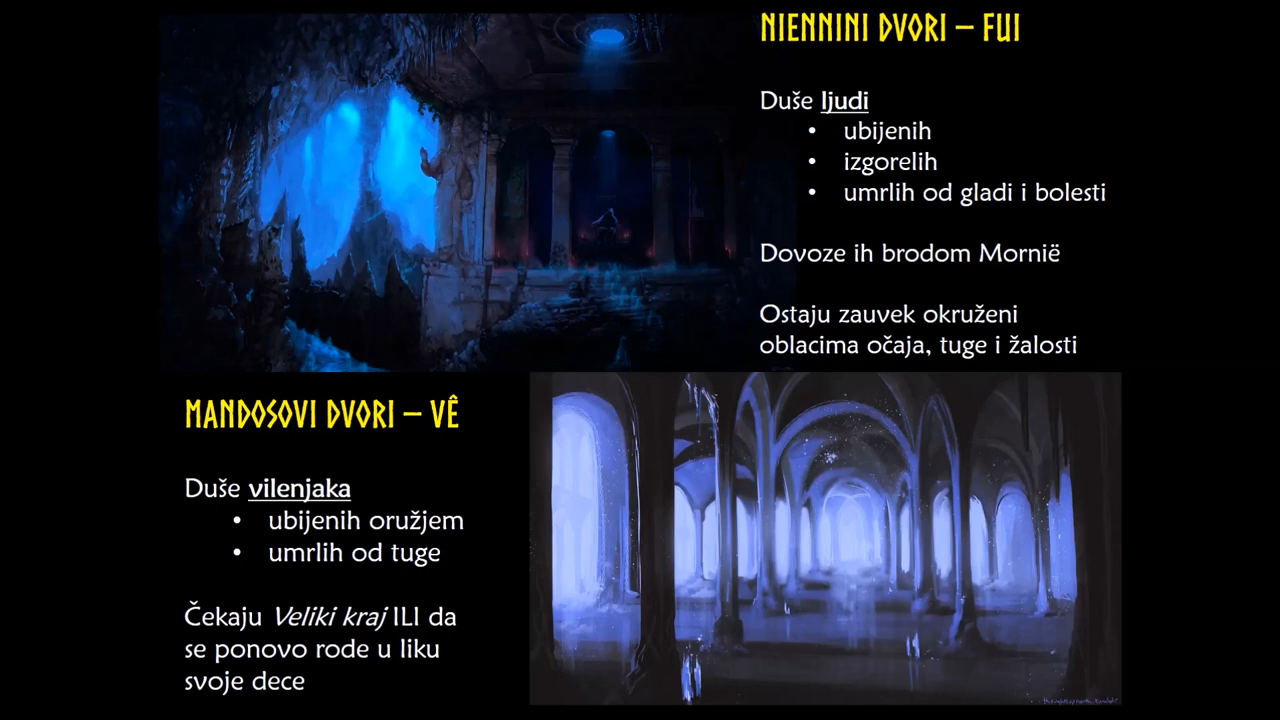 NIENNINI DVORI – FUI
Duše ljudi
• ubijenih
• izgorelih
• umrlih od gladi i bolesti
Dovoze ih brodom Mornië
Ostaju zauvek okruženi
oblacima očaja, tuge i žalosti
MANDOSOVI DVORI – VÊ
Duše vilenjaka
• ubijenih oružjem
• umrlih od tuge
Čekaju Veliki kraj ILI da
se ponovo rode u liku
svoje dece